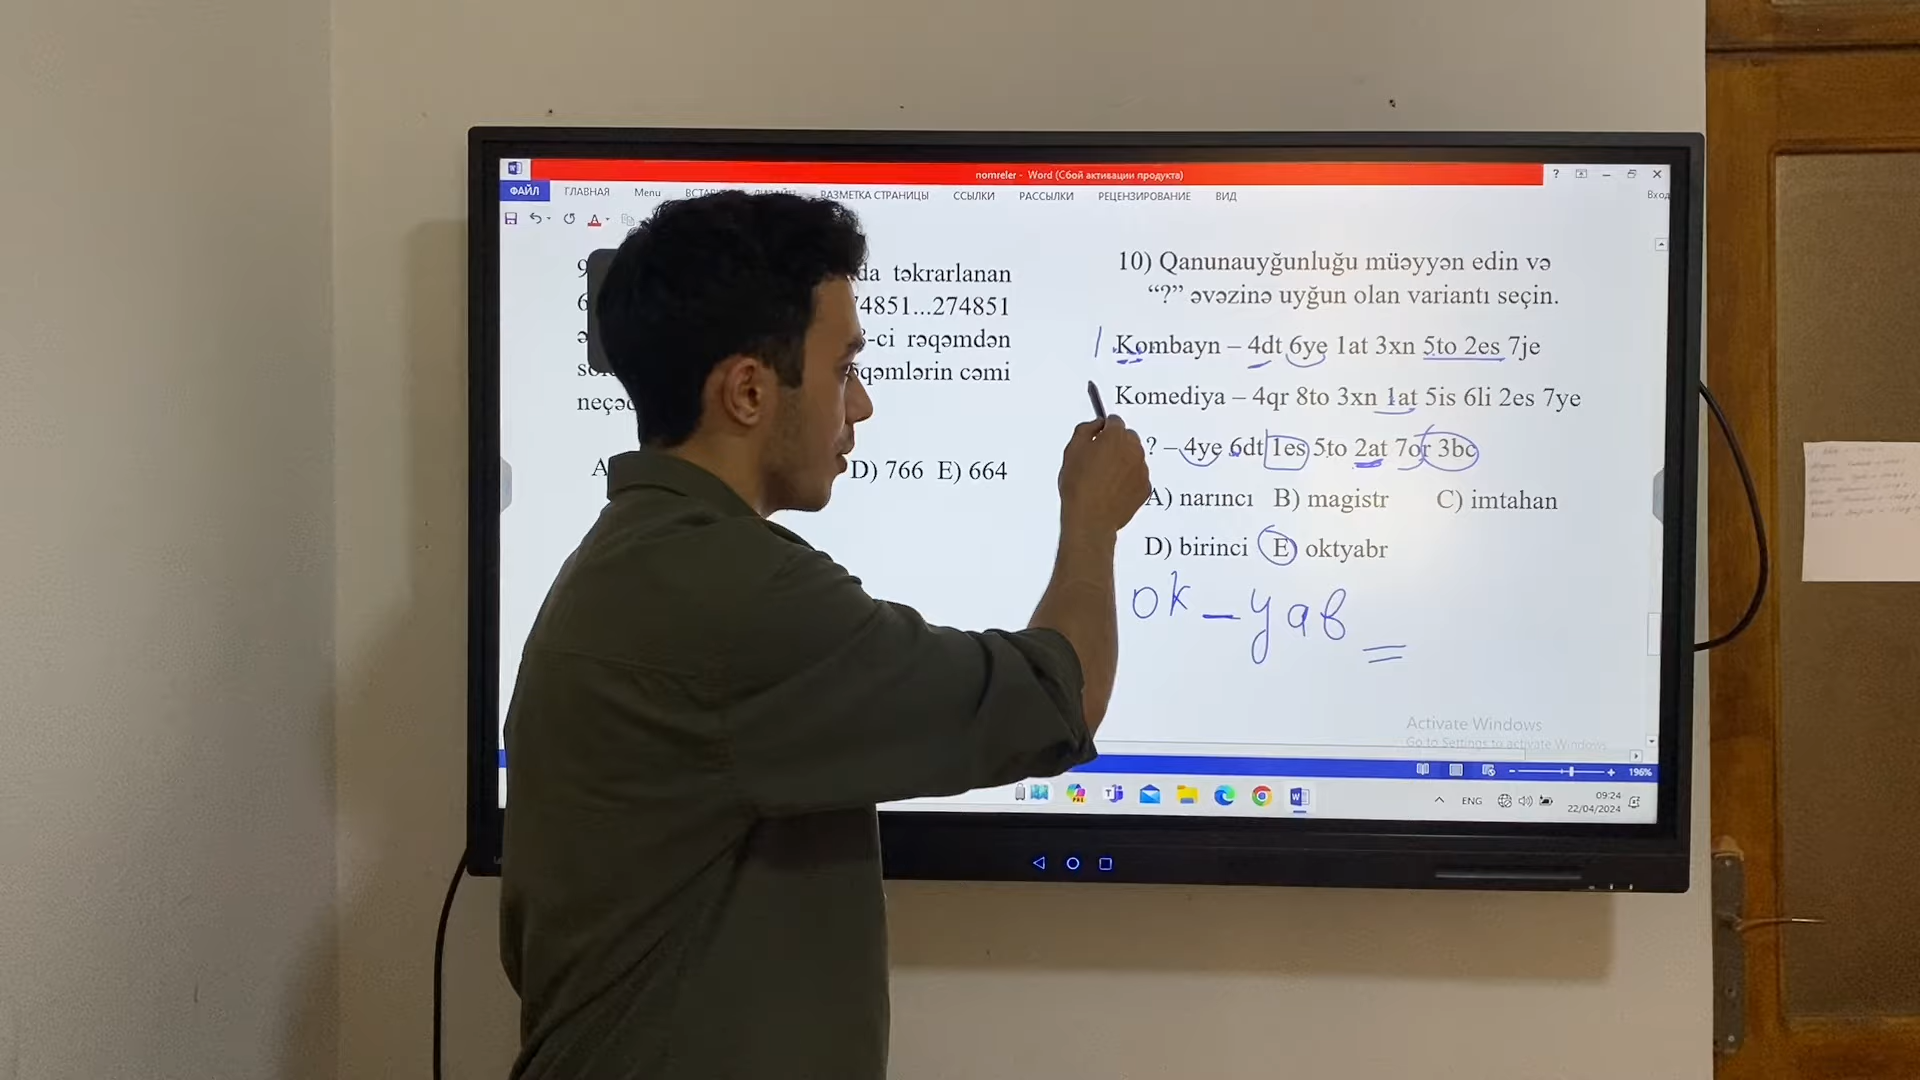 nomreler - Word (Сбой активации продукта)
ФАЙЛ ГЛАВНАЯ Menu РАЗМЕТКА СТРАНИЦЫ ССЫЛКИ РАССЫЛКИ РЕЦЕНЗИРОВАНИЕ ВИД
Вход
da təkrarlanan
74851...274851
-ci rəqəmdən
cəmi
D) 766 E) 664
10) Qanunauyğunluğu müəyyən edin və
“?” əvəzinə uyğun olan variantı seçin.
Kombayn – 4dt 6ye 1at 3xn 5to 2es 7je
Komediya – 4qr 8to 3xn 1at 5is 6li 2es 7ye
? – 4ye 6dt 1es 5to 2at 7or 3bc
A) narıncı B) magistr C) imtahan
D) birinci E) oktyabr
ok – yab
Activate Windows
Go to Settings to activate Windows.
196%
ENG
09:24
22/04/2024